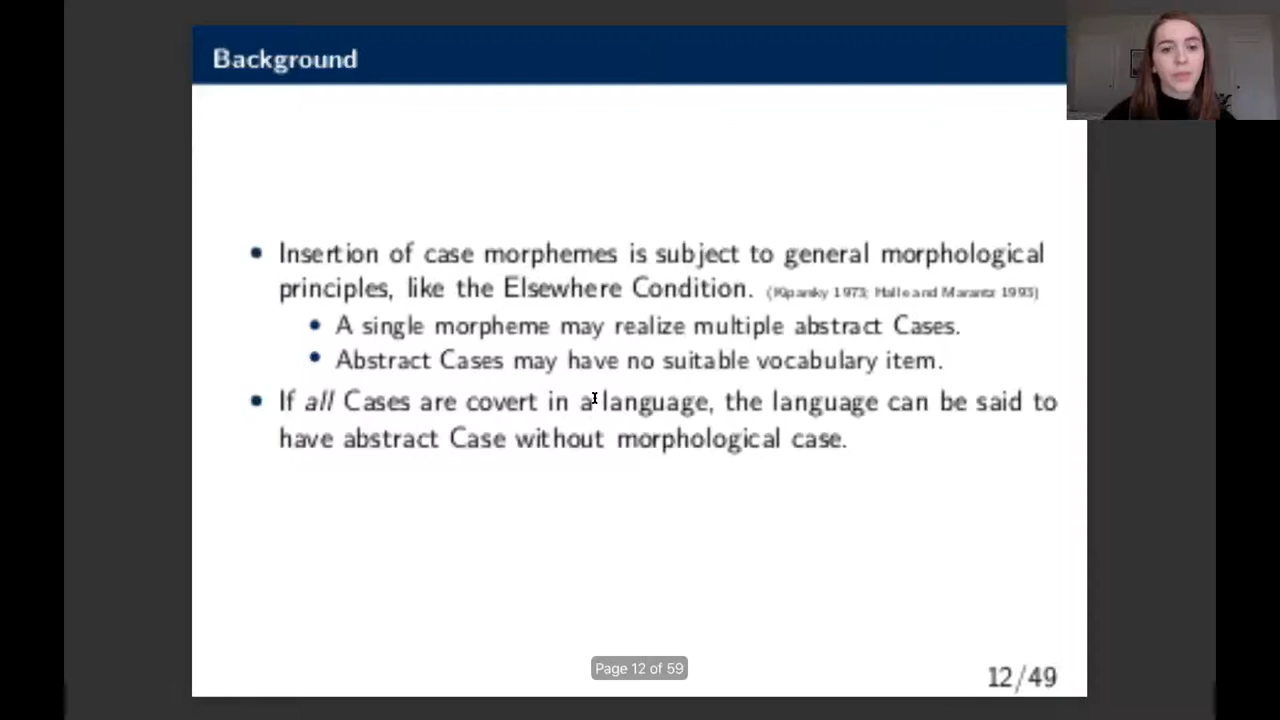 Background
• Insertion of case morphemes is subject to general morphological
principles, like the Elsewhere Condition. (Kiparsky 1973; Halle and Marantz 1993)
• A single morpheme may realize multiple abstract Cases.
• Abstract Cases may have no suitable vocabulary item.
• If all Cases are covert in a language, the language can be said to
have abstract Case without morphological case.
Page 12 of 59
12/49